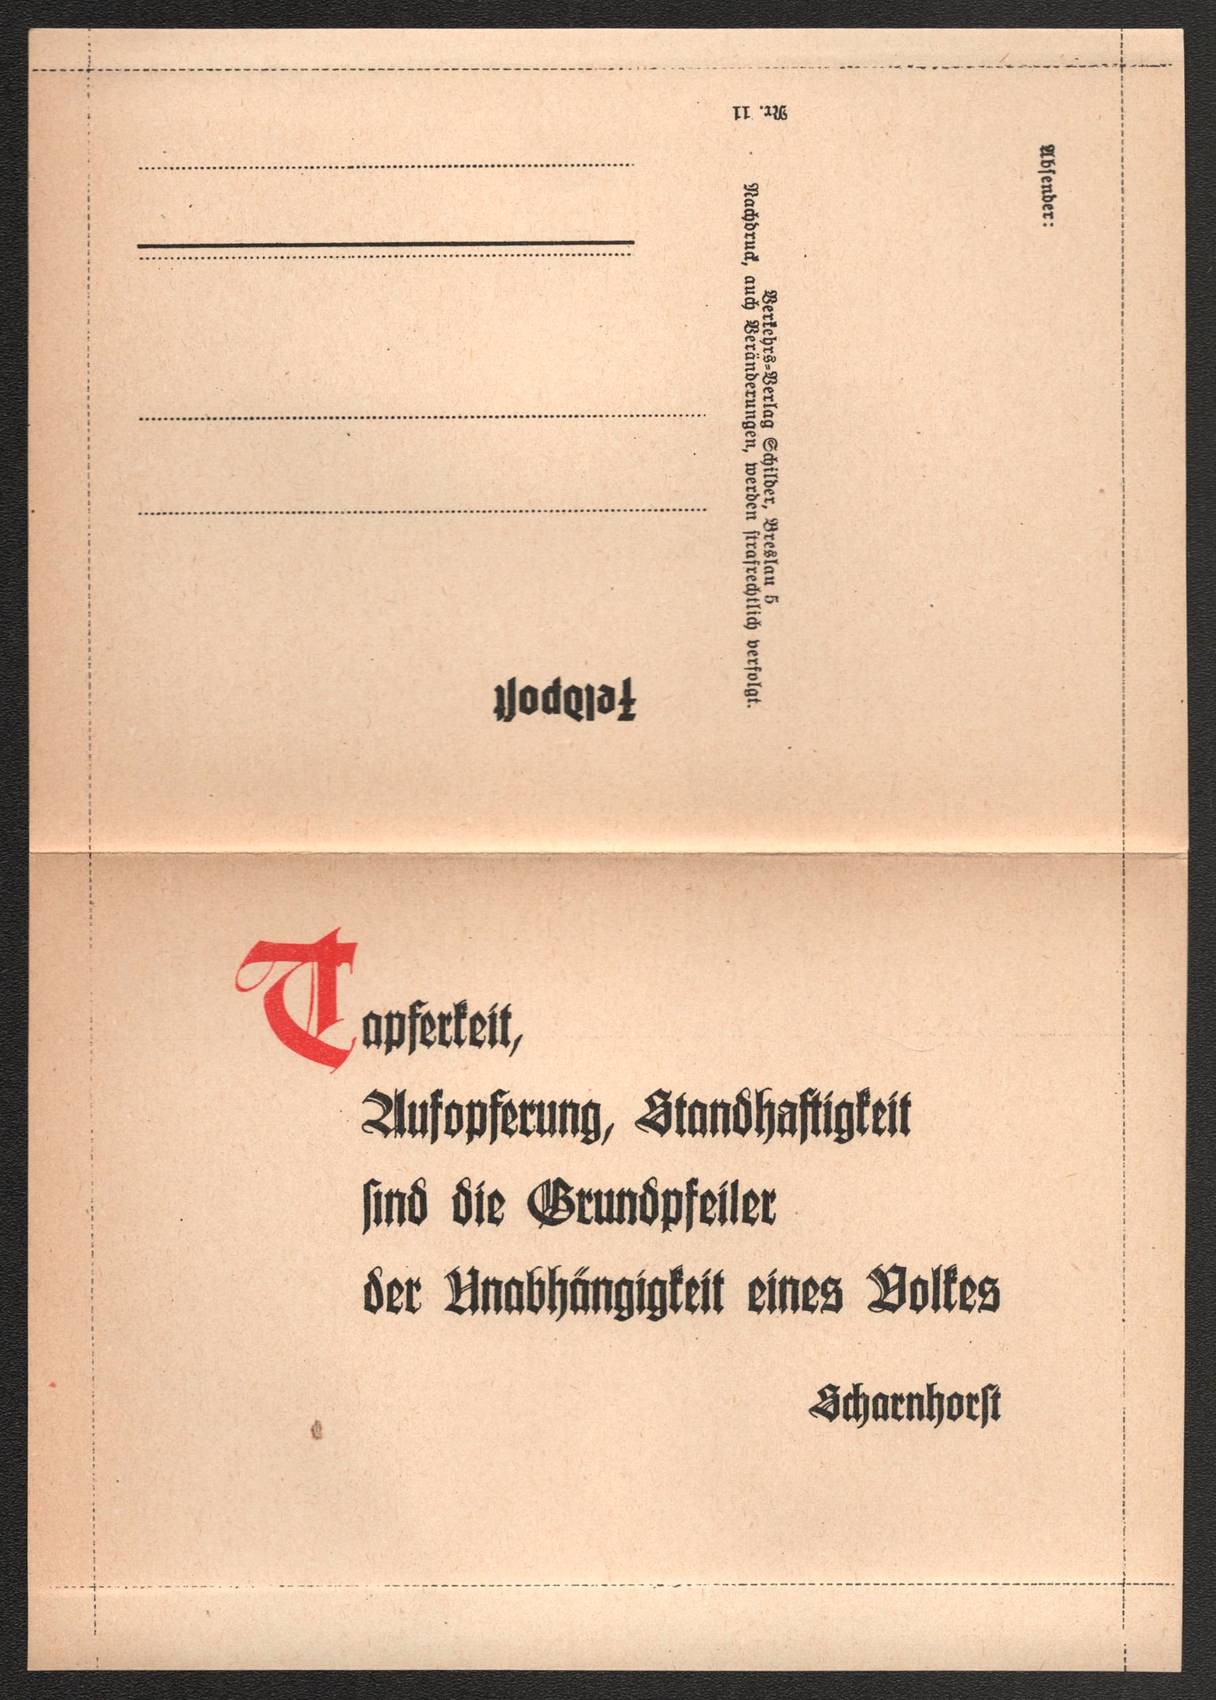 Nr. 11
Absender:
Verkehrs-Verlag Schilder, Breslau 5
Nachdruck, auch Veränderungen, werden strafrechtlich verfolgt.
Feldpost
Tapferkeit,
Aufopferung, Standhaftigkeit
sind die Grundpfeiler
der Unabhängigkeit eines Volkes
Scharnhorst